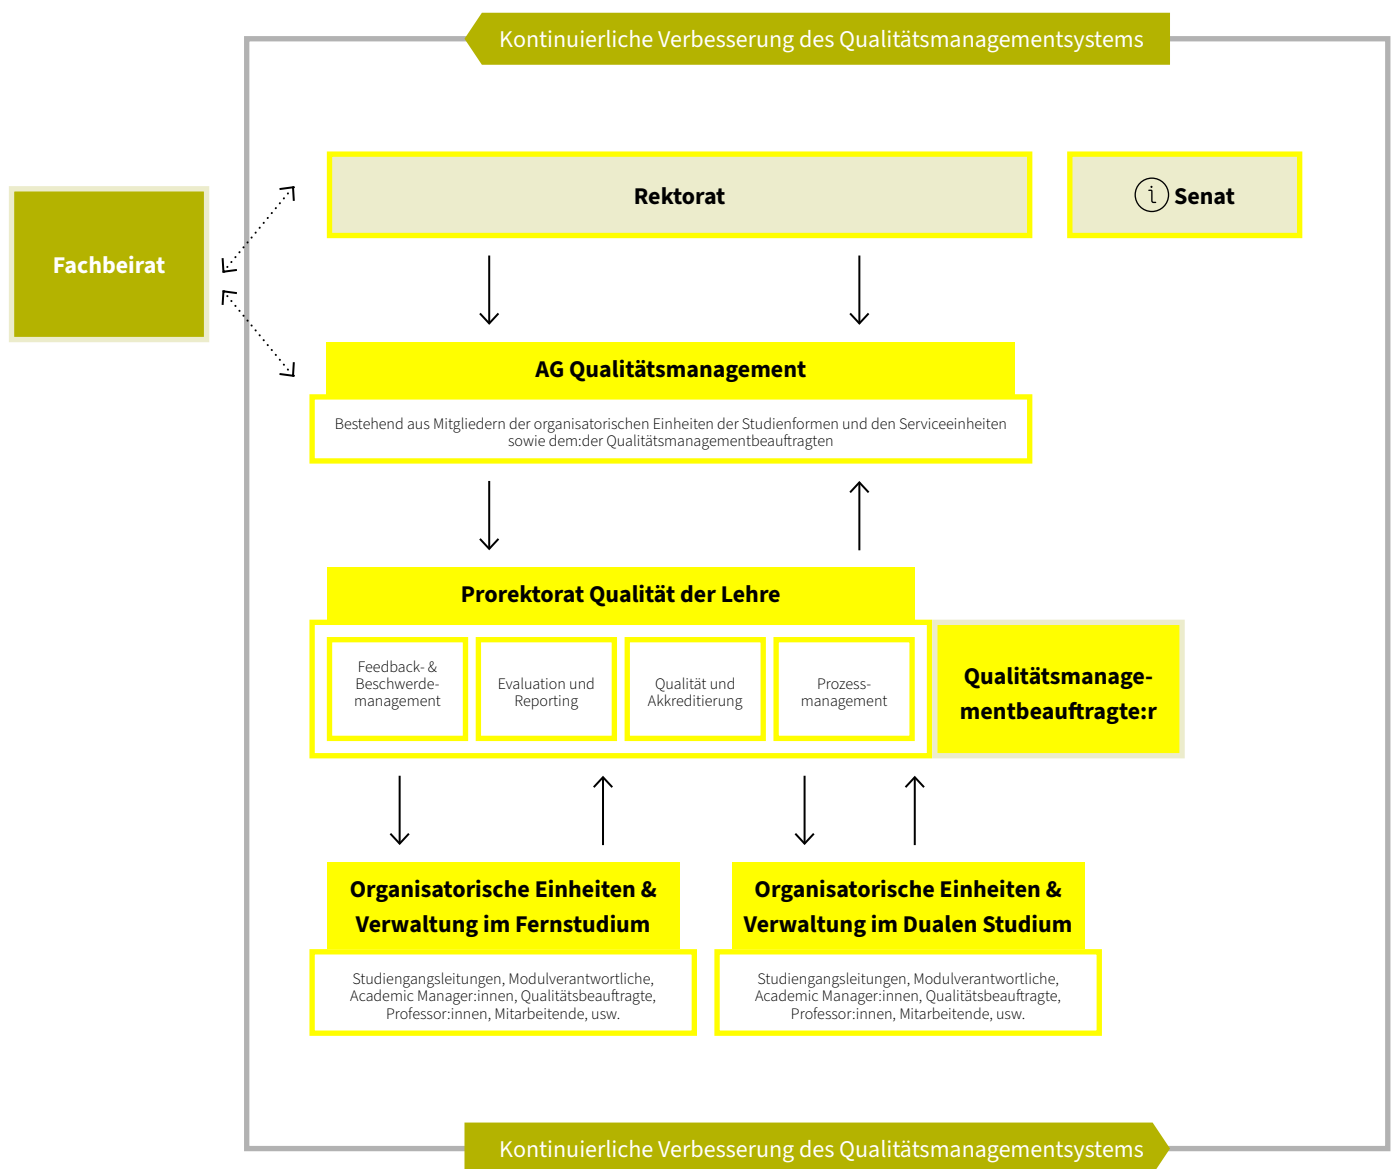 Kontinuierliche Verbesserung des Qualitätsmanagementsystems
Rektorat
i Senat
Fachbeirat
AG Qualitätsmanagement
Bestehend aus Mitgliedern der organisatorischen Einheiten der Studienformen und den Serviceeinheiten
sowie dem:der Qualitätsmanagementbeauftragten
Prorektorat Qualität der Lehre
Feedback- &
Beschwerde-
management
Evaluation und
Reporting
Qualität und
Akkreditierung
Prozess-
management
Qualitätsmanage-
mentbeauftragte:r
Organisatorische Einheiten &
Verwaltung im Fernstudium
Studiengangsleitungen, Modulverantwortliche,
Academic Manager:innen, Qualitätsbeauftragte,
Professor:innen, Mitarbeitende, usw.
Organisatorische Einheiten &
Verwaltung im Dualen Studium
Studiengangsleitungen, Modulverantwortliche,
Academic Manager:innen, Qualitätsbeauftragte,
Professor:innen, Mitarbeitende, usw.
Kontinuierliche Verbesserung des Qualitätsmanagementsystems